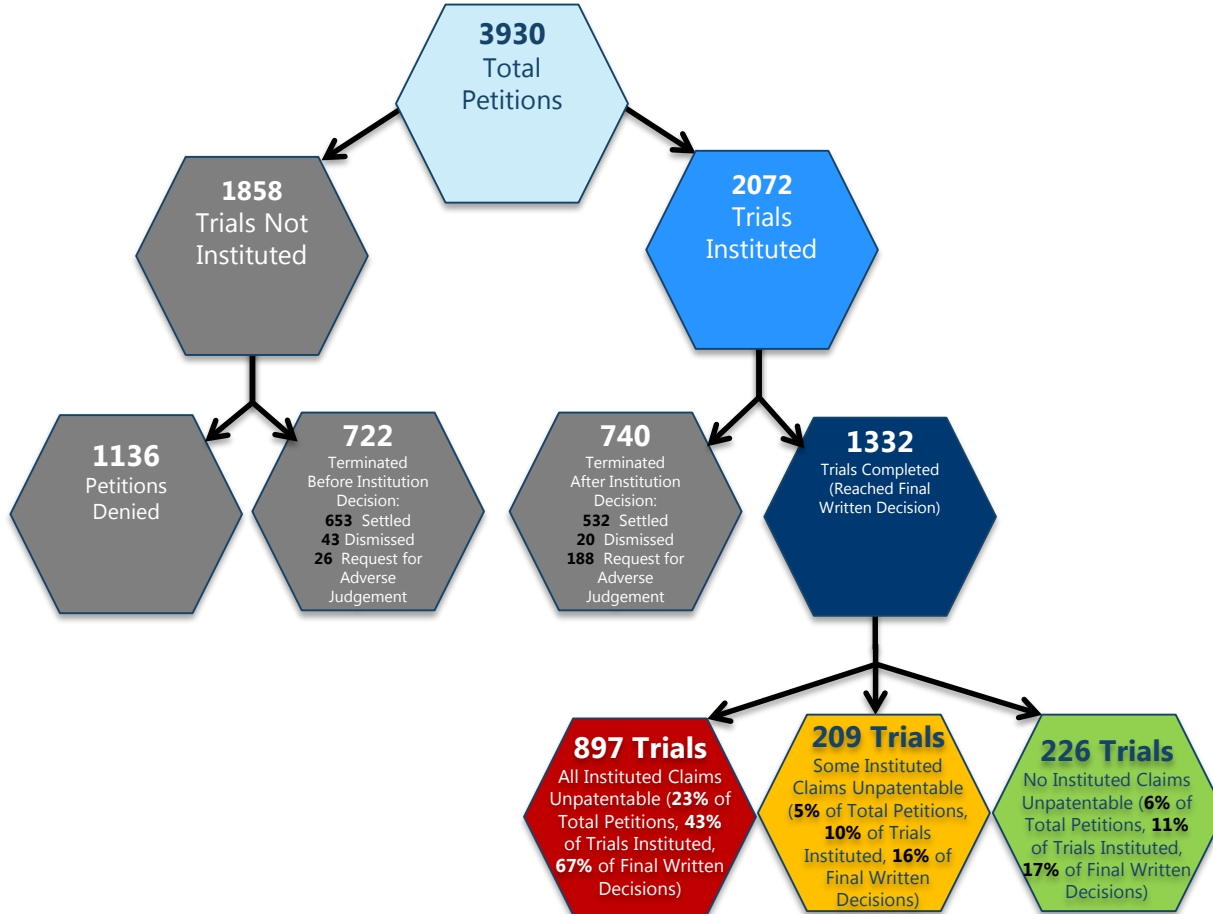 3930
Total
Petitions
1858
Trials Not
Instituted
2072
Trials
Instituted
1136
Petitions
Denied
722
Terminated
Before Institution
Decision:
653 Settled
43 Dismissed
26 Request for
Adverse
Judgement
740
Terminated
After Institution
Decision:
532 Settled
20 Dismissed
188 Request for
Adverse
Judgement
1332
Trials Completed
(Reached Final
Written Decision)
897 Trials
All Instituted Claims
Unpatentable (23% of
Total Petitions, 43%
of Trials Instituted,
67% of Final Written
Decisions)
209 Trials
Some Instituted
Claims Unpatentable
(5% of Total Petitions,
10% of Trials
Instituted, 16% of
Final Written
Decisions)
226 Trials
No Instituted Claims
Unpatentable (6% of
Total Petitions, 11%
of Trials Instituted,
17% of Final Written
Decisions)